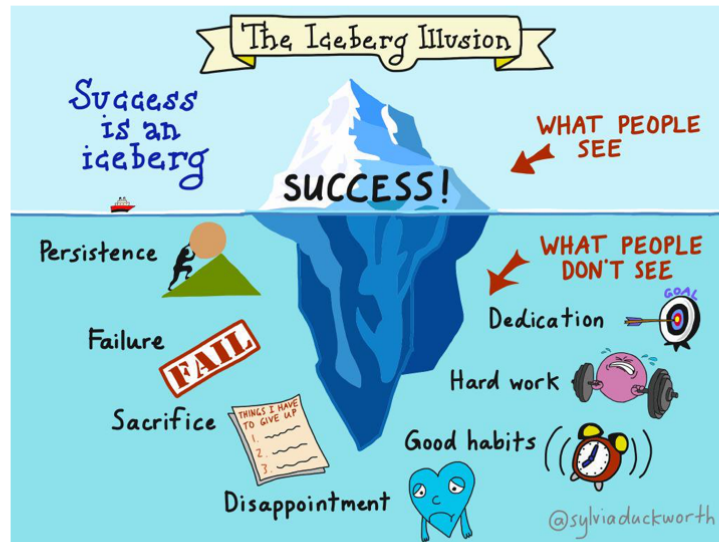 The Iceberg Illusion
Success
is an
iceberg
WHAT PEOPLE
SEE
SUCCESS!
Persistence
WHAT PEOPLE
DON'T SEE
GOAL
Dedication
Failure
FAIL
Hard work
Sacrifice
THINGS I HAVE
TO GIVE UP
1.
2.
3.
Good habits
Disappointment
@sylviaduckworth